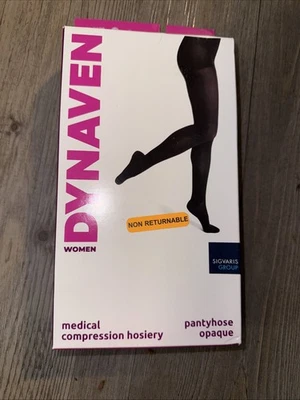 DYNAVEN
WOMEN
NON RETURNABLE
SIGVARIS
GROUP
medical
compression hosiery
pantyhose
opaque